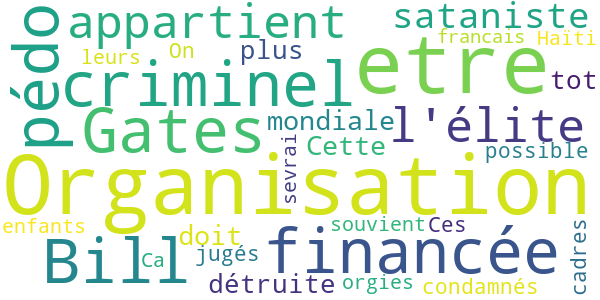 appartient
sataniste
francais
Haïti
leurs
On
plus
pédo
criminel
etre
tot
Gates
mondiale
l'élite
sevrai
Cette
possible
Organisation
enfants
souvient
Ces
doit
Bill
Ca
jugés
financée
cadres
détruite
orgies
condamnés